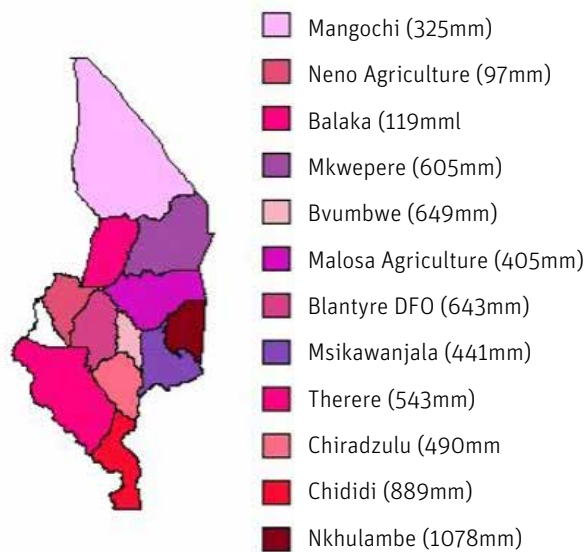 Mangochi (325mm)
Neno Agriculture (97mm)
Balaka (119mml
Mkwepere (605mm)
Bvumbwe (649mm)
Malosa Agriculture (405mm)
Blantyre DFO (643mm)
Msikawanjala (441mm)
Therere (543mm)
Chiradzulu (490mm
Chididi (889mm)
Nkhulambe (1078mm)